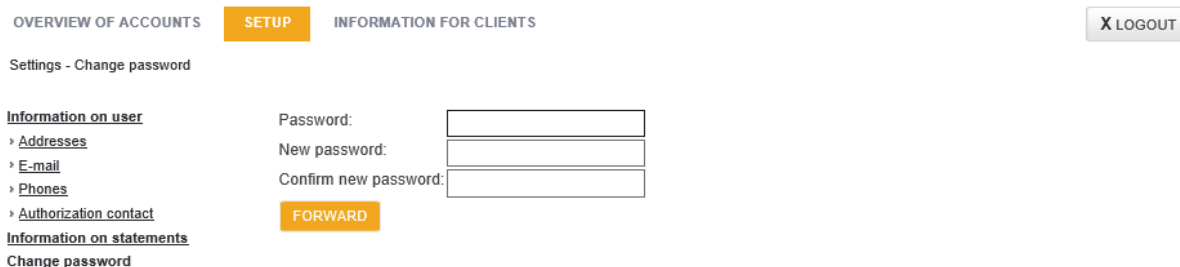 OVERVIEW OF ACCOUNTS SETUP INFORMATION FOR CLIENTS X LOGOUT
Settings - Change password
Information on user
› Addresses
› E-mail
› Phones
› Authorization contact
Information on statements
Change password
Password:
New password:
Confirm new password:
FORWARD